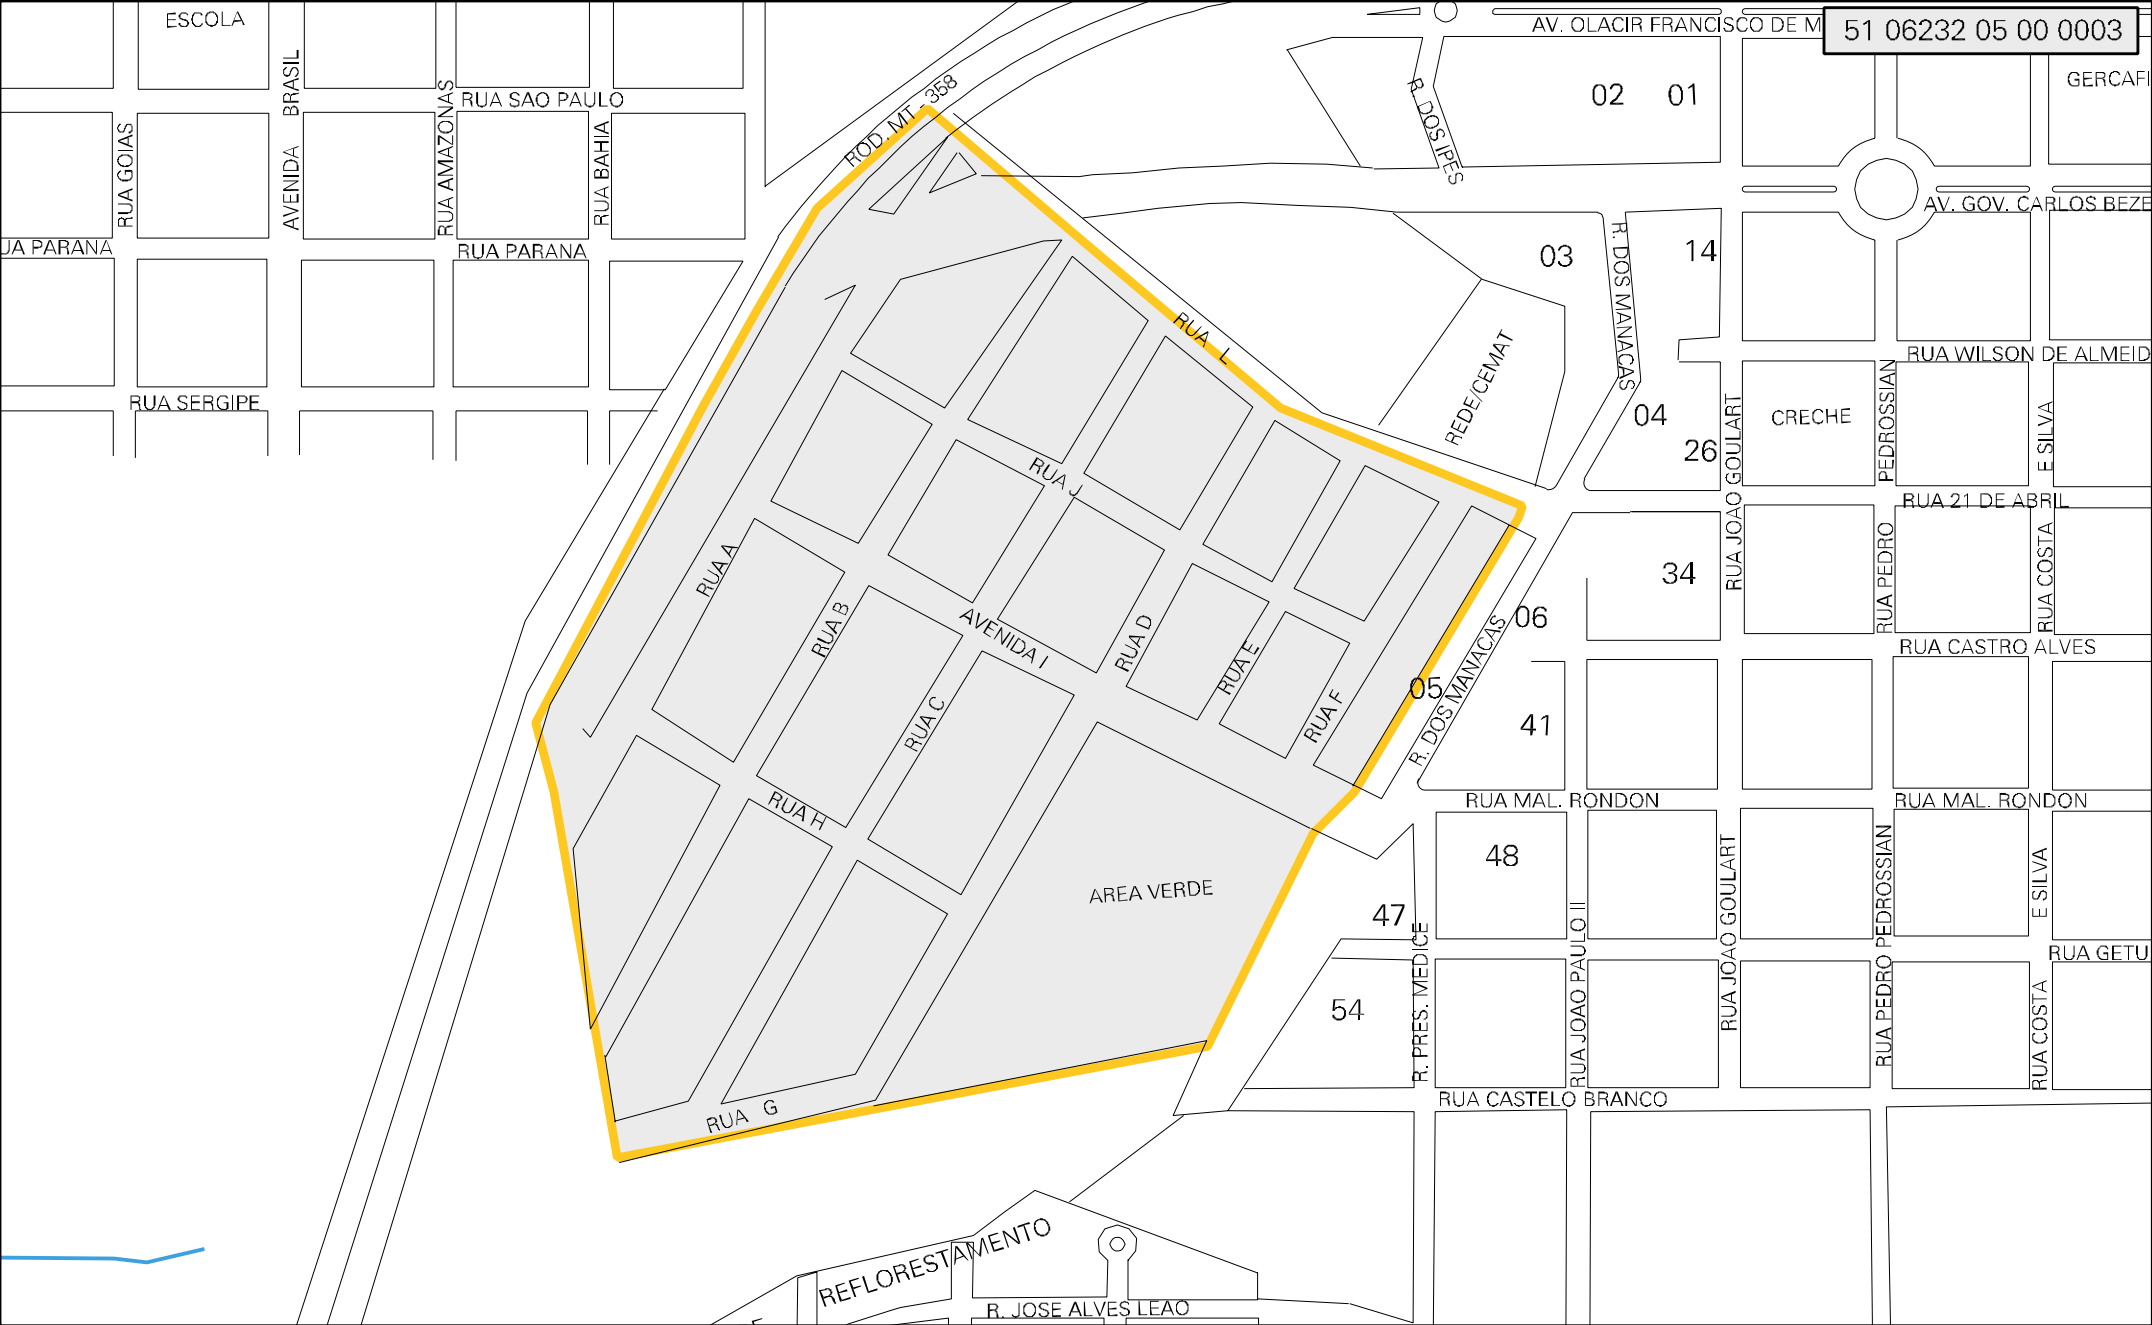 ESCOLA
AV. OLACIR FRANCISCO DE M
51 06232 05 00 0003
GERCAFI
RUA SAO PAULO
ROD. MT - 358
02
01
R. DOS IPES
RUA GOIAS
AVENIDA BRASIL
RUA AMAZONAS
RUA BAHIA
AV. GOV. CARLOS BEZE
UA PARANA
RUA PARANA
03
14
R. DOS MANACAS
RUA L
RUA WILSON DE ALMEID
REDE/CEMAT
RUA SERGIPE
04
CRECHE
26
RUA JOAO GOULART
PEDROSSIAN
E SILVA
RUA J
RUA 21 DE ABRIL
RUA A
34
RUA PEDRO
RUA COSTA
RUA B
AVENIDA I
RUA D
06
RUA CASTRO ALVES
RUA E
05
R. DOS MANACAS
RUA C
RUA F
41
RUA H
RUA MAL. RONDON
RUA MAL. RONDON
48
AREA VERDE
47
R. PRES. MEDICE
RUA JOAO PAULO II
RUA JOAO GOULART
RUA PEDRO PEDROSSIAN
E SILVA
RUA GETU
54
RUA COSTA
RUA G
RUA CASTELO BRANCO
REFLORESTAMENTO
R. JOSE ALVES LEAO